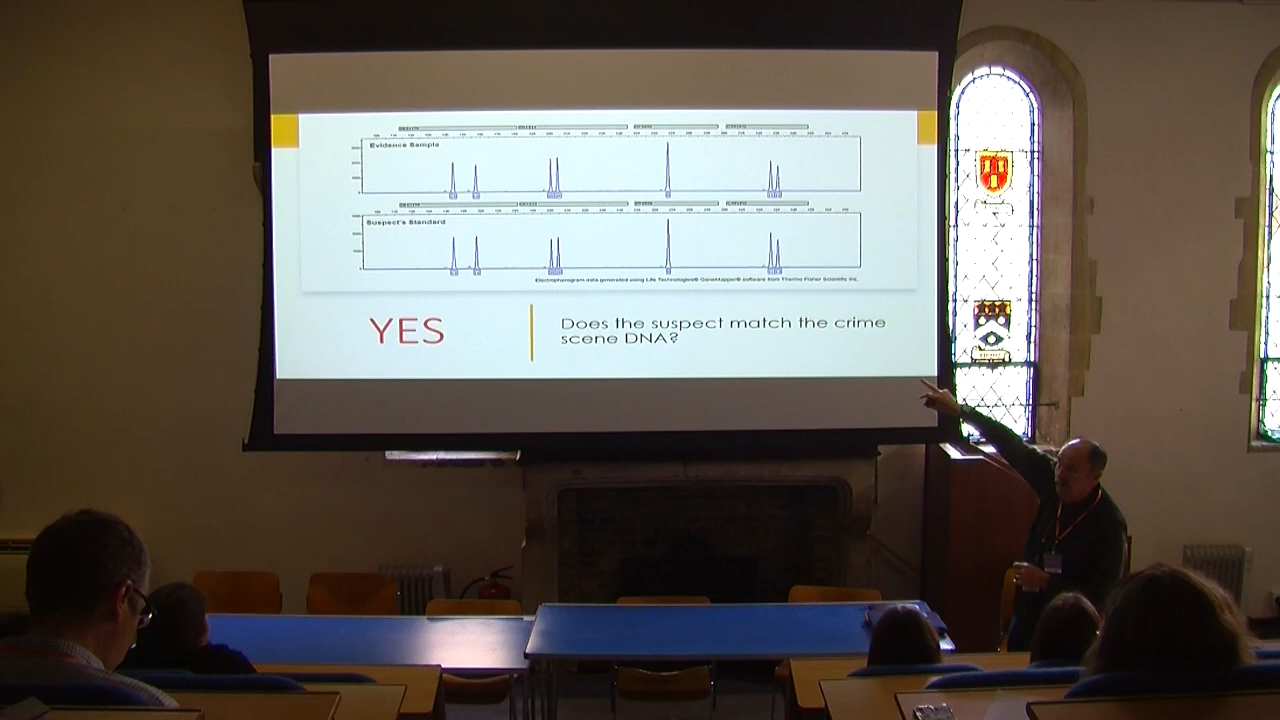 Evidence Sample
Suspect's Standard
Electropherogram data generated using Life Technologies® GeneMapper® software from Thermo Fisher Scientific Inc.
YES
Does the suspect match the crime
scene DNA?